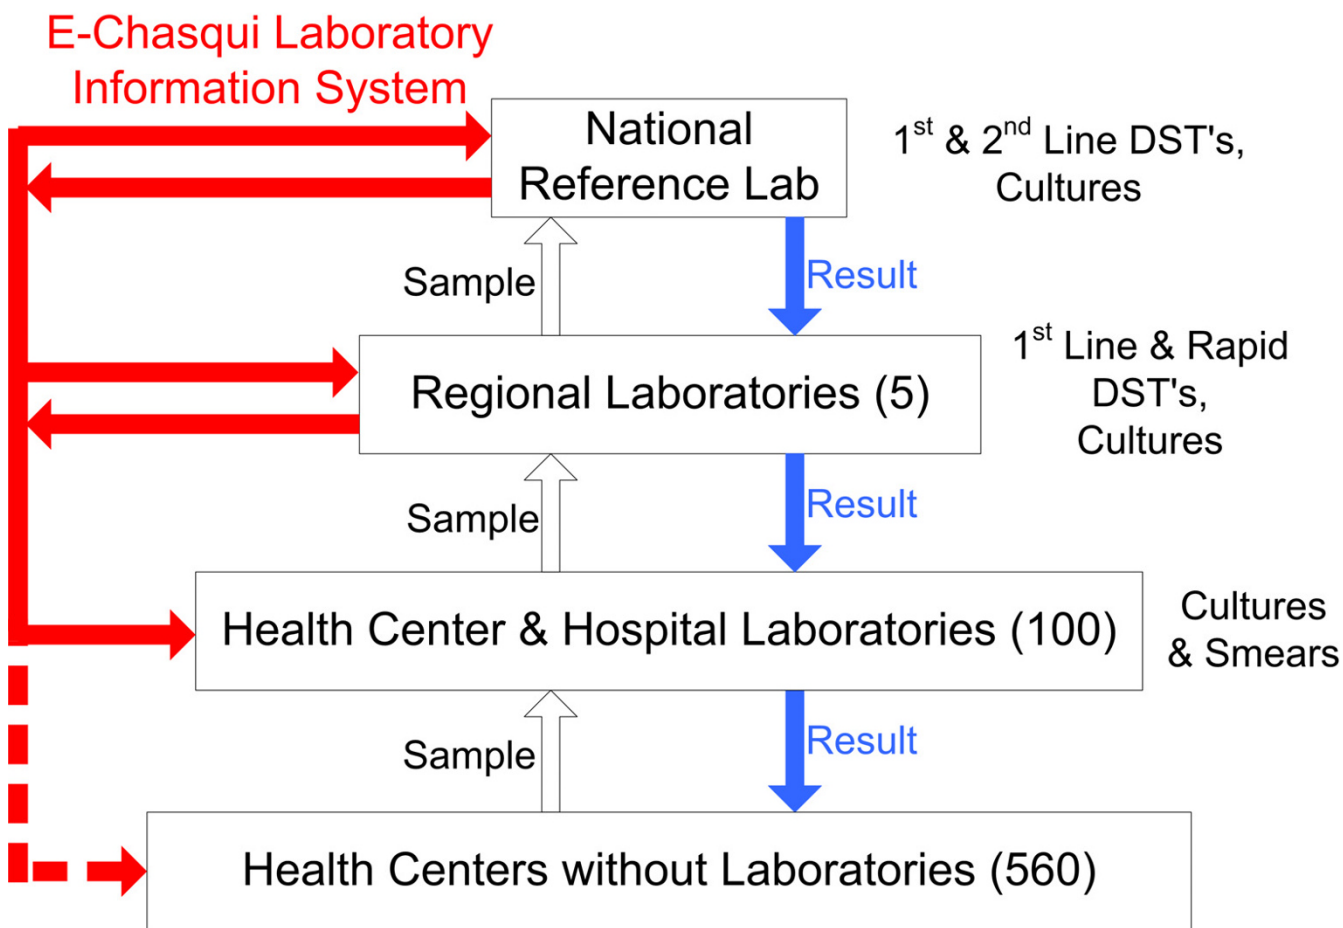 E-Chasqui Laboratory
Information System
National
Reference Lab
1st & 2nd Line DST's,
Cultures
Sample
Result
Regional Laboratories (5)
1st Line & Rapid
DST's,
Cultures
Sample
Result
Health Center & Hospital Laboratories (100)
Cultures
& Smears
Sample
Result
Health Centers without Laboratories (560)